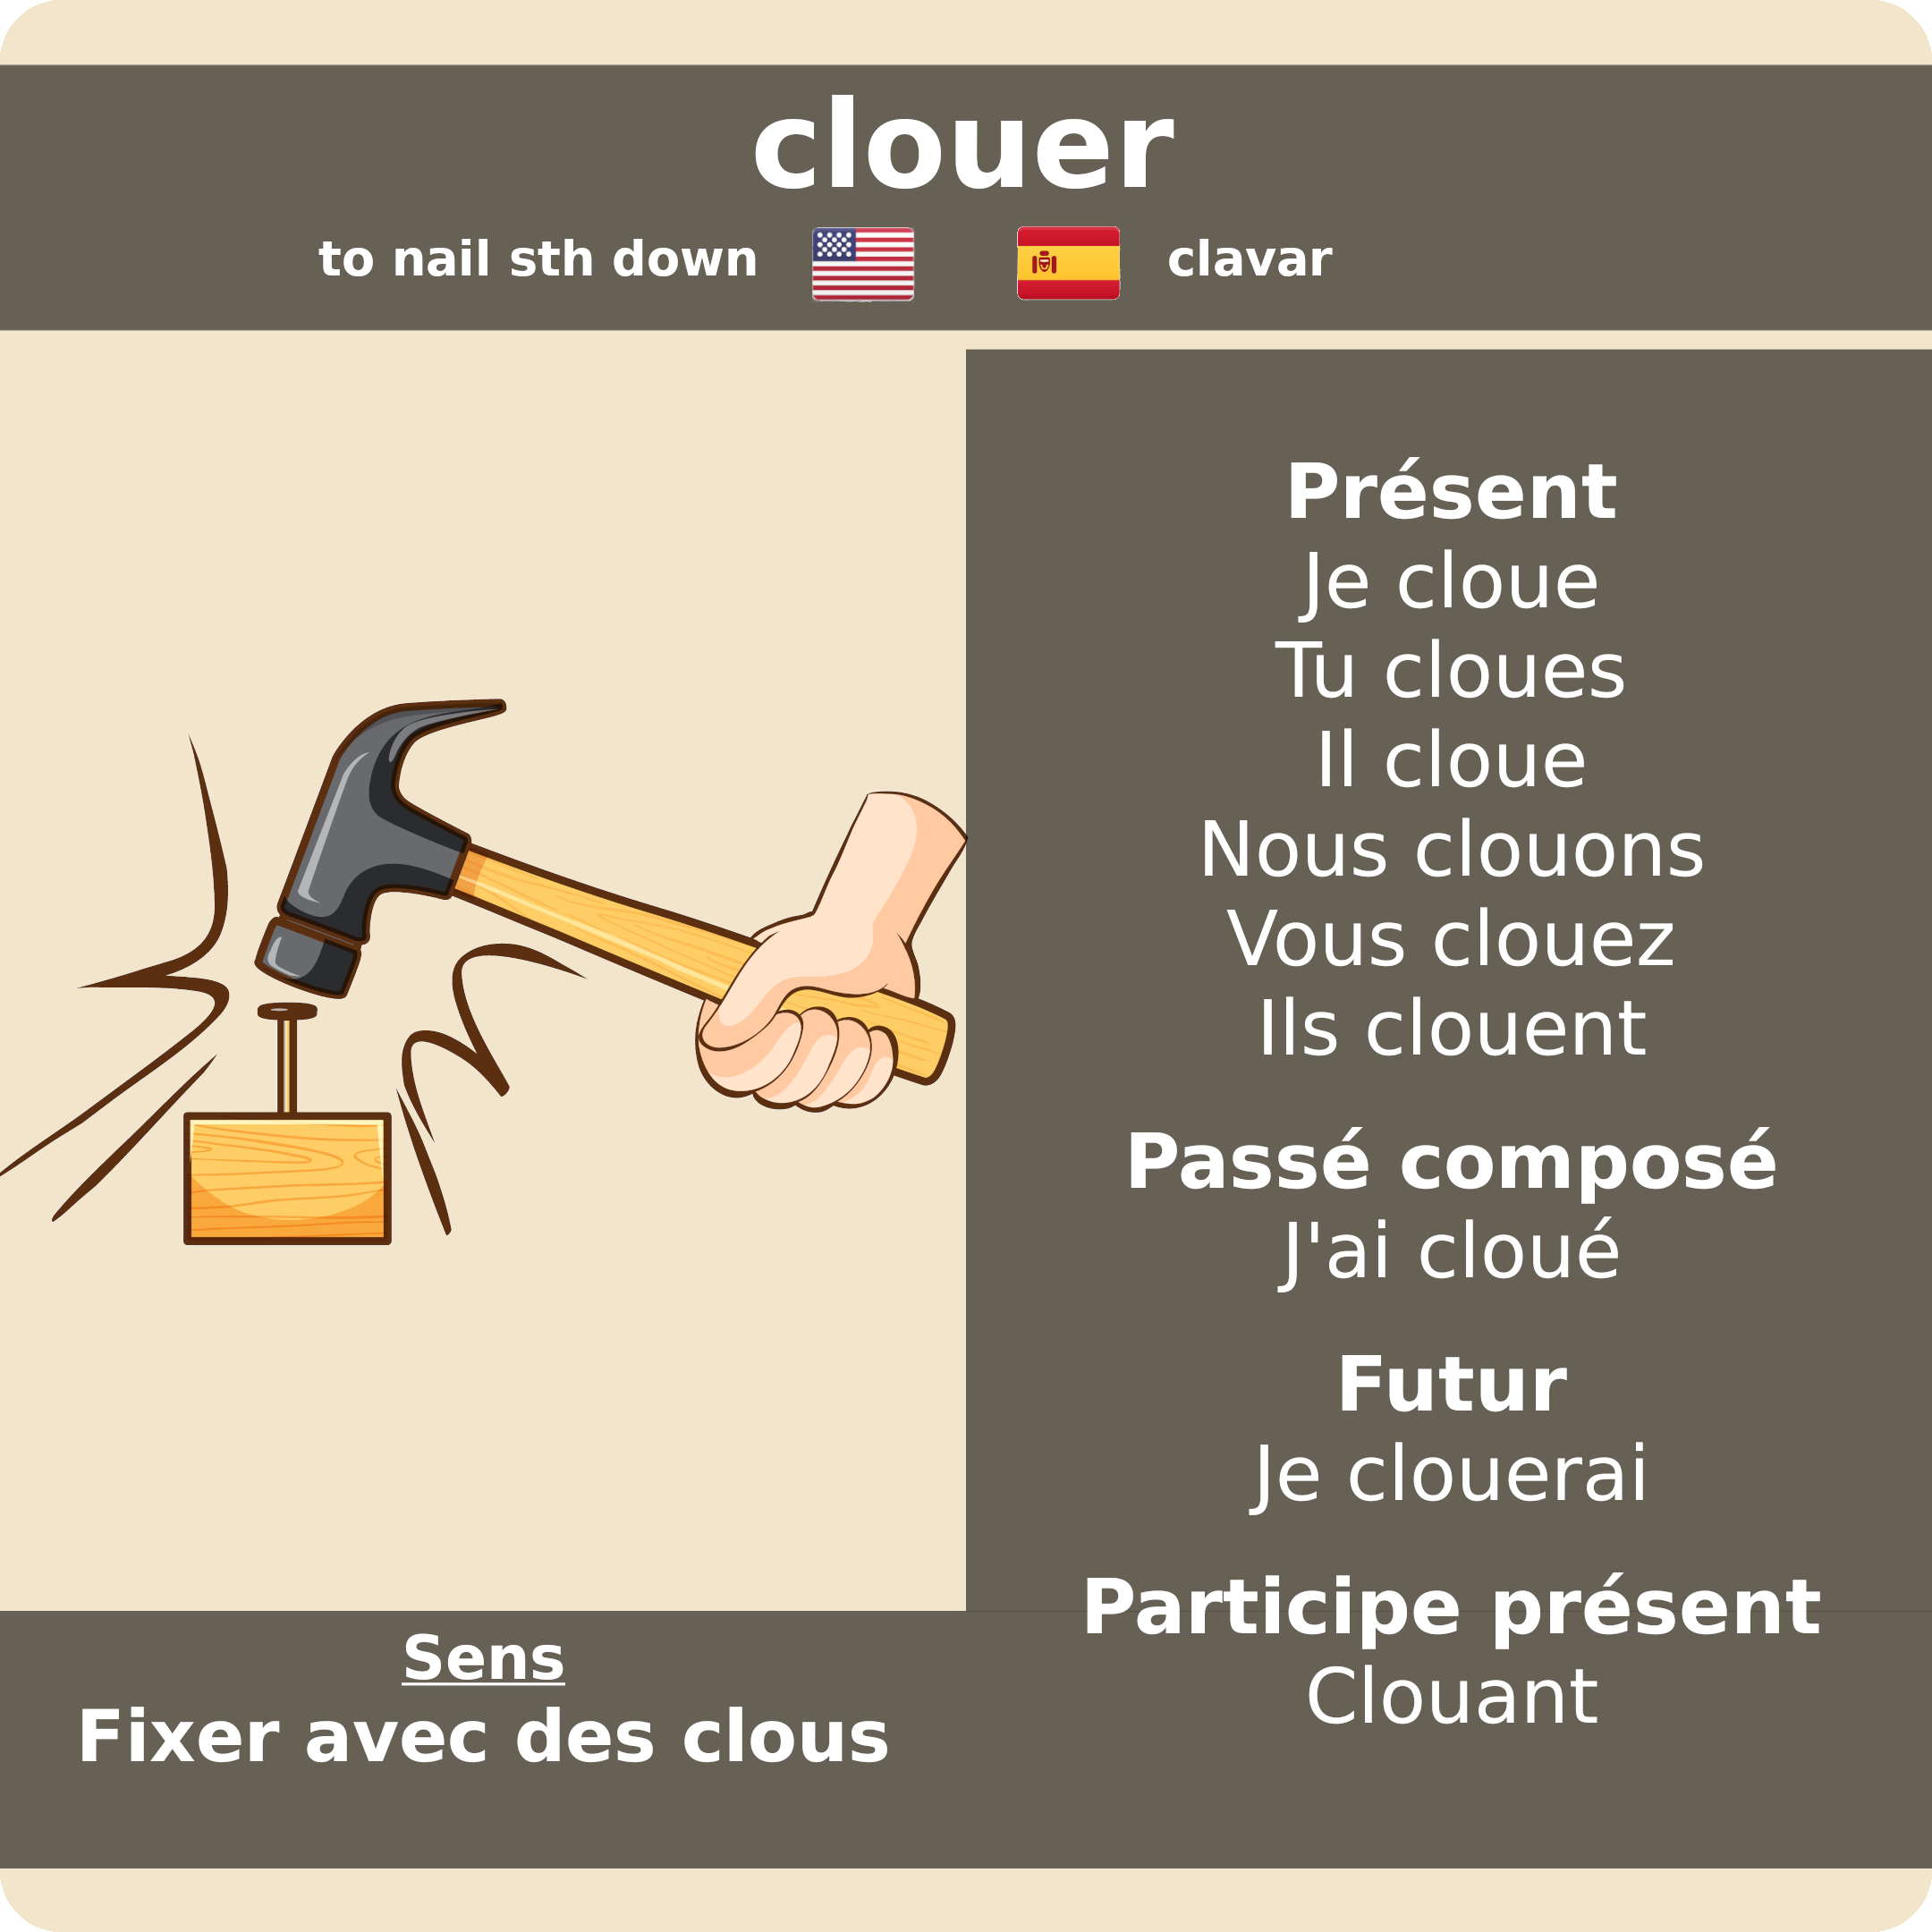 clouer
to nail sth down
clavar
Présent
Je cloue
Tu cloues
Il cloue
Nous clouons
Vous clouez
Ils clouent
Passé composé
J'ai cloué
Futur
Je clouerai
Participe présent
Clouant
Sens
Fixer avec des clous